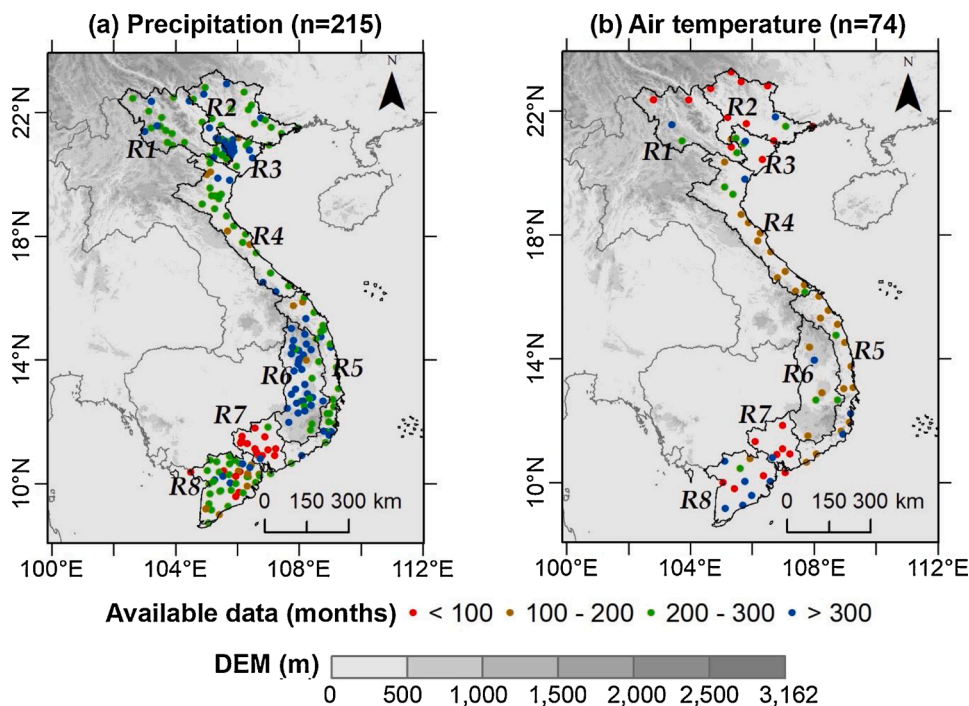 (a) Precipitation (n=215)
(b) Air temperature (n=74)
N
N
22°N
18°N
14°N
10°N
R1
R2
R3
R4
R5
R6
R7
R8
0 150 300 km
100°E 104°E 108°E 112°E
22°N
18°N
14°N
10°N
R1
R2
R3
R4
R5
R6
R7
R8
0 150 300 km
100°E 104°E 108°E 112°E
Available data (months) < 100 100 - 200 200 - 300 > 300
DEM (m)
0 500 1,000 1,500 2,000 2,500 3,162